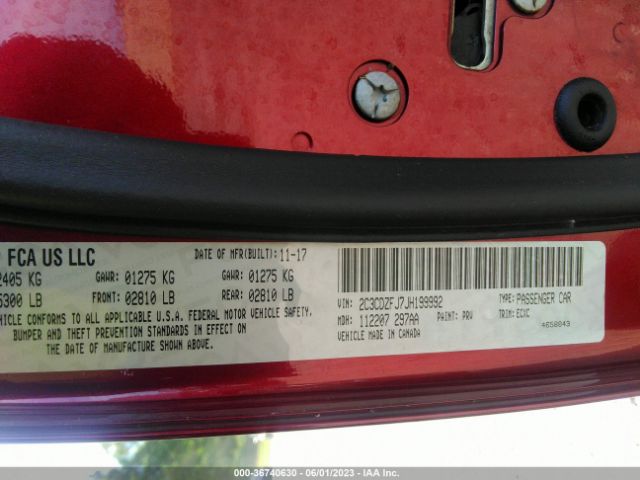 FCA US LLC
DATE OF MFR(BUILT): 11-17
2405 KG GAWR: 01275 KG GAWR: 01275 KG
5300 LB FRONT: 02810 LB REAR: 02810 LB
VEHICLE CONFORMS TO ALL APPLICABLE U.S.A. FEDERAL MOTOR VEHICLE SAFETY,
BUMPER AND THEFT PREVENTION STANDARDS IN EFFECT ON
THE DATE OF MANUFACTURE SHOWN ABOVE.
VIN: 2C3CDZFJ7JH199992 TYPE: PASSENGER CAR
MDH: 112207 297AA PAINT: PRV TRIM: ECXC
VEHICLE MADE IN CANADA 4658843
000-36740630 - 06/01/2023 - IAA Inc.